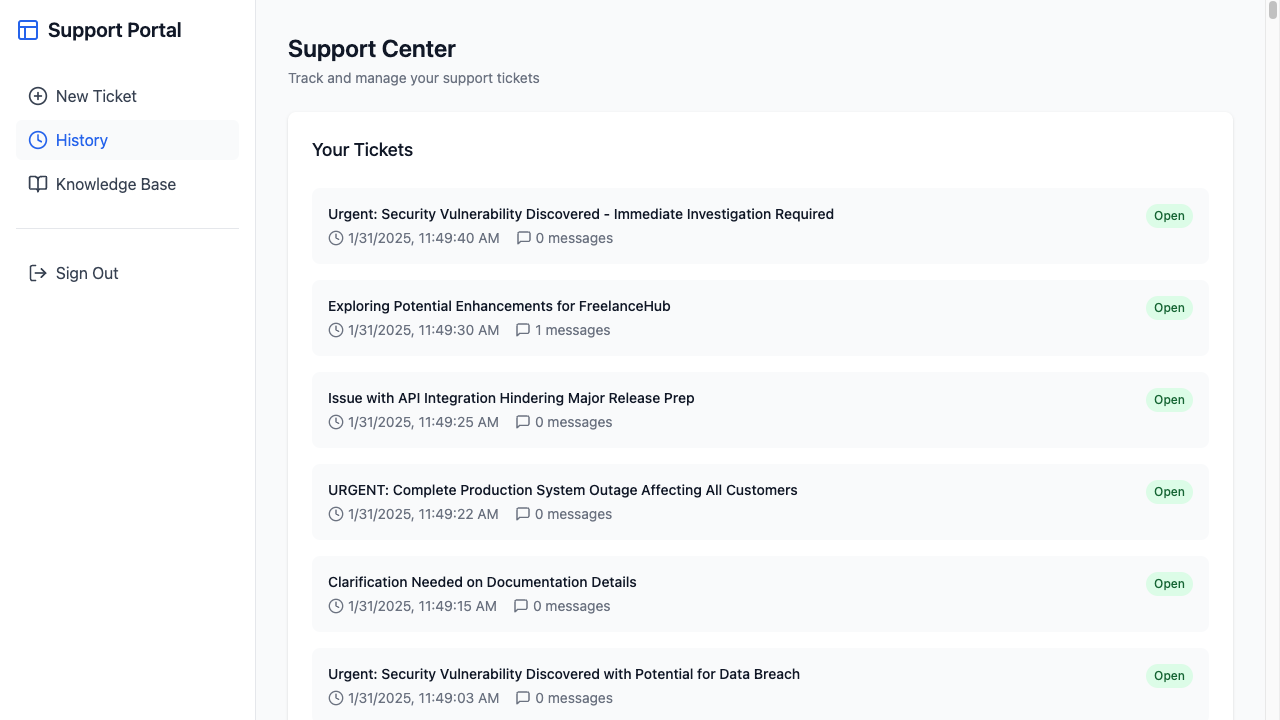 Support Portal
New Ticket
History
Knowledge Base
Sign Out
Support Center
Track and manage your support tickets
Your Tickets
Urgent: Security Vulnerability Discovered - Immediate Investigation Required
Open
1/31/2025, 11:49:40 AM 0 messages
Exploring Potential Enhancements for FreelanceHub
Open
1/31/2025, 11:49:30 AM 1 messages
Issue with API Integration Hindering Major Release Prep
Open
1/31/2025, 11:49:25 AM 0 messages
URGENT: Complete Production System Outage Affecting All Customers
Open
1/31/2025, 11:49:22 AM 0 messages
Clarification Needed on Documentation Details
Open
1/31/2025, 11:49:15 AM 0 messages
Urgent: Security Vulnerability Discovered with Potential for Data Breach
Open
1/31/2025, 11:49:03 AM 0 messages